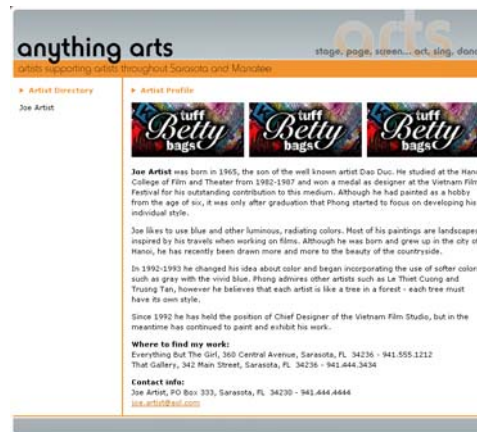 arts
anything arts
stage, page, screen... act, sing, danc
artists supporting artists throughout Sarasota and Manatee
Artist Directory
Artist Profile
Joe Artist
tuff Betty bags
tuff Betty bags
tuff Betty bags
Joe Artist was born in 1965, the son of the well known artist Dao Duc. He studied at the Hano
College of Film and Theater from 1982-1987 and won a medal as designer at the Vietnam Film
Festival for his outstanding contribution to this medium. Although he had painted as a hobby
from the age of six, it was only after graduation that Phong started to focus on developing his
individual style.
Joe likes to use blue and other luminous, radiating colors. Most of his paintings are landscapes
inspired by his travels when working on films. Although he was born and grew up in the city of
Hanoi, he has recently been drawn more and more to the beauty of the countryside.
In 1992-1993 he changed his idea about color and began incorporating the use of softer colors
such as gray with the vivid blue. Phong admires other artists such as Le Thiet Cuong and
Truong Tan, however he believes that each artist is like a tree in a forest - each tree must
have its own style.
Since 1992 he has held the position of Chief Designer of the Vietnam Film Studio, but in the
meantime has continued to paint and exhibit his work.
Where to find my work:
Everything But The Girl, 360 Central Avenue, Sarasota, FL 34236 - 941.555.1212
That Gallery, 342 Main Street, Sarasota, FL 34236 - 941.444.3434
Contact info:
Joe Artist, PO Box 333, Sarasota, FL 34230 - 941.444.4444
joe.artist@aol.com